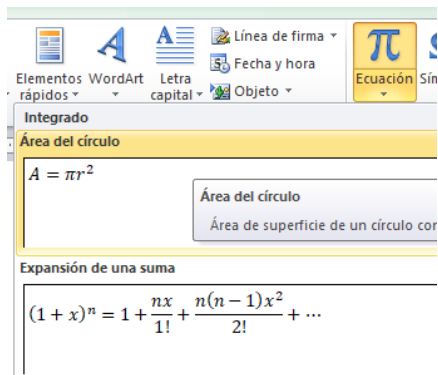 Elementos rápidos
WordArt
Letra capital
Línea de firma
Fecha y hora
Objeto
π
Ecuación
Sím
Integrado
Área del círculo
A = πr²
Área del círculo
Área de superficie de un círculo con
Expansión de una suma
(1 + x)ⁿ = 1 + nx/1! + n(n − 1)x²/2! + ⋯